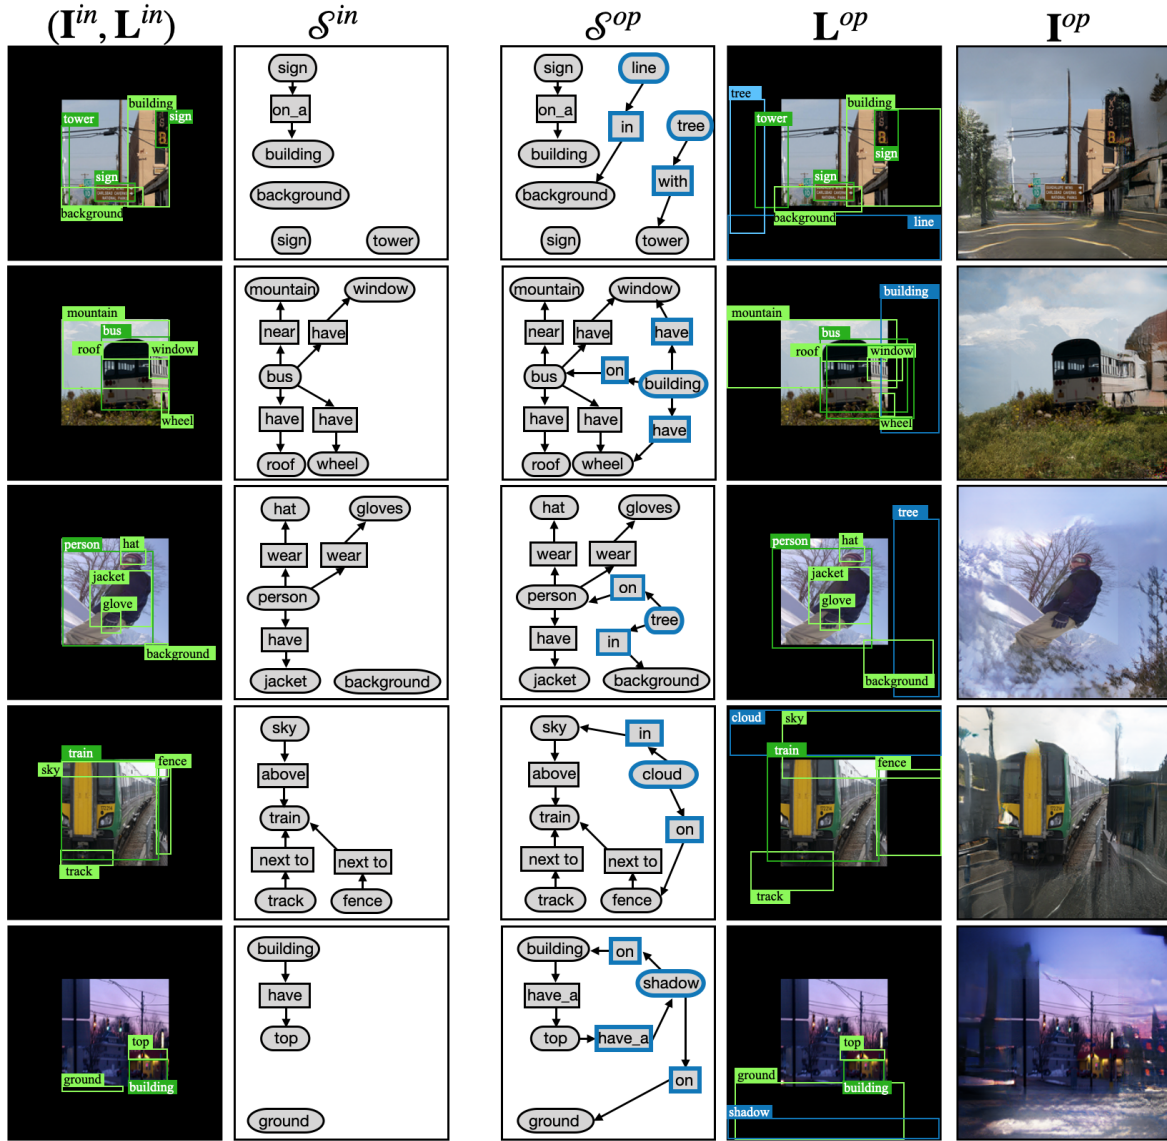 (I^in, L^in) S^in S^op L^op I^op
building
tower
sign
sign
background
sign
on_a
building
background
sign tower
sign line
on_a
in tree
building
background with
sign tower
tree
building
tower
sign
sign
background
line
mountain
bus
roof window
wheel
mountain window
near have
bus
have have
roof wheel
mountain window
near have have
on
bus building
have have have
roof wheel
building
mountain
bus
roof window
wheel
person hat
jacket
glove
background
hat gloves
wear wear
person
have
jacket background
hat gloves
wear wear
on
person
tree
have in
jacket background
tree
person hat
jacket
glove
background
train
sky fence
track
sky
above
train
next to next to
track fence
sky in
above cloud
train on
next to next to
track fence
cloud sky
train
fence
track
top
ground
building
building
have
top
ground
building on
shadow
have_a
top have_a
on
ground
top
ground
building
shadow